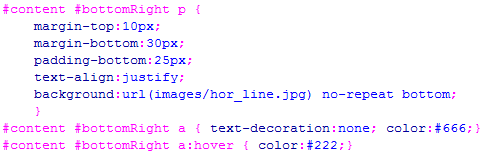 #content #bottomRight p {
    margin-top:10px;
    margin-bottom:30px;
    padding-bottom:25px;
    text-align:justify;
    background:url(images/hor_line.jpg) no-repeat bottom;
    }
#content #bottomRight a { text-decoration:none; color:#666;}
#content #bottomRight a:hover { color:#222;}